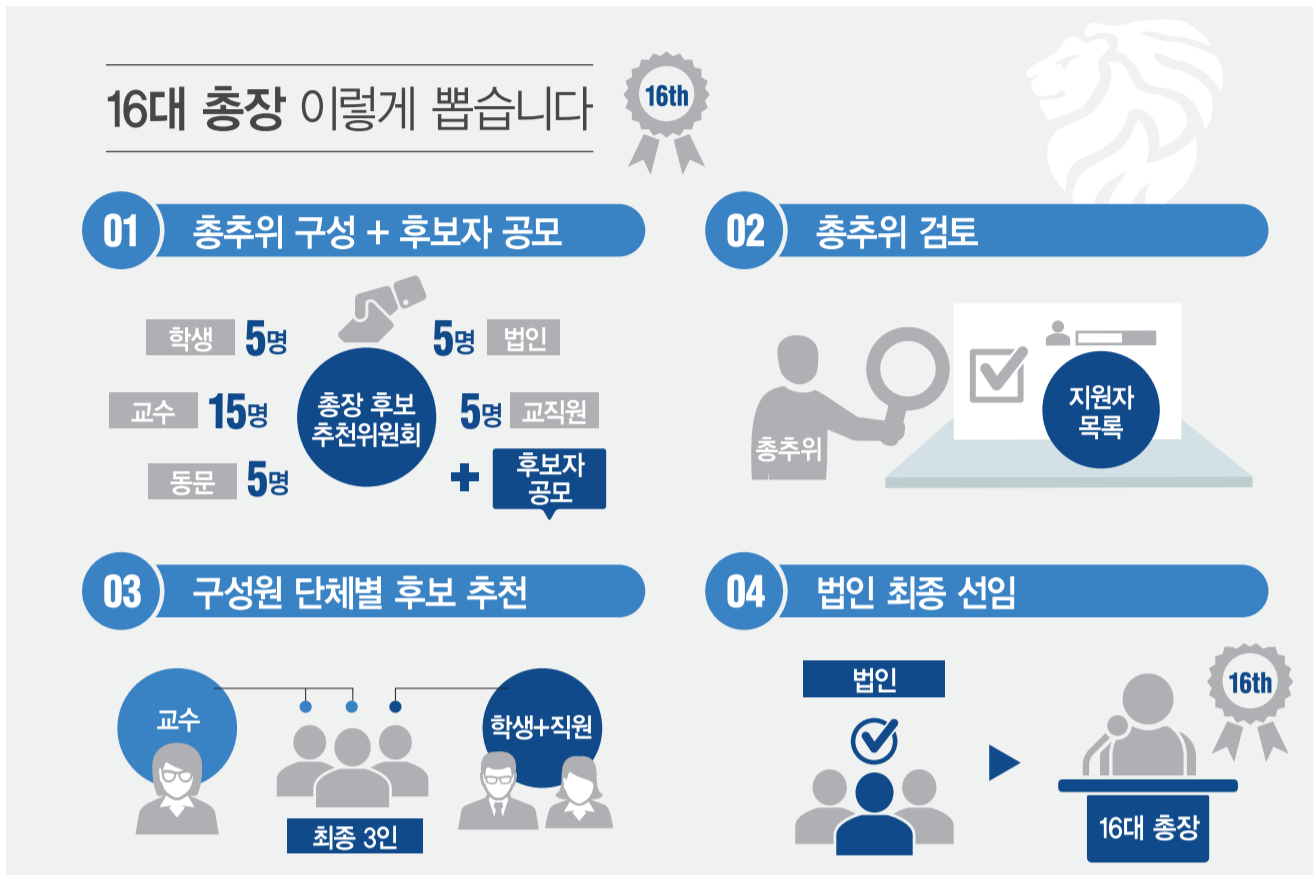 16대 총장 이렇게 뽑습니다
16th
01 총추위 구성 + 후보자 공모
학생 5명
5명 법인
교수 15명
총장 후보
추천위원회
5명 교직원
동문 5명
+ 후보자
공모
02 총추위 검토
총추위
지원자
목록
03 구성원 단체별 후보 추천
교수
학생+직원
최종 3인
04 법인 최종 선임
법인
16th
16대 총장